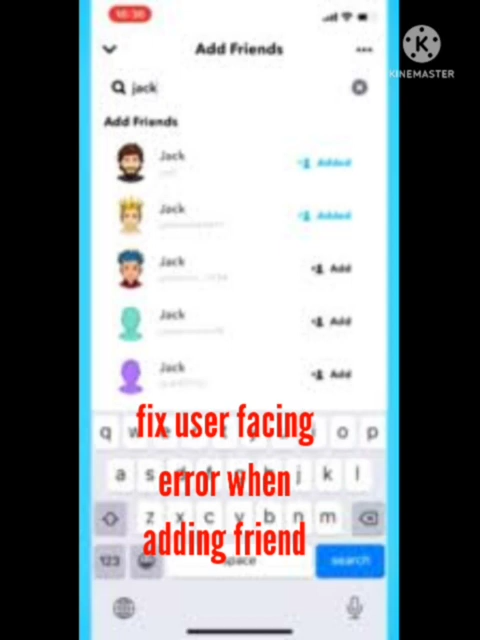 Add Friends
jack
KINEMASTER
Add Friends
Jack
Added
Jack
Added
Jack
Add
Jack
Add
Jack
Add
fix user facing
q w o p
error when
a s j k l
z x c v b n m
adding friend
123 space search